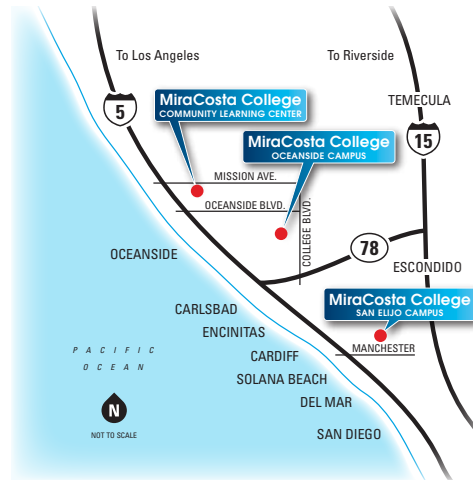 To Los Angeles
To Riverside
TEMECULA
5
MiraCosta College
COMMUNITY LEARNING CENTER
15
MiraCosta College
OCEANSIDE CAMPUS
MISSION AVE.
OCEANSIDE BLVD.
COLLEGE BLVD.
78
OCEANSIDE
ESCONDIDO
MiraCosta College
SAN ELIJO CAMPUS
CARLSBAD
ENCINITAS
MANCHESTER
PACIFIC
OCEAN
CARDIFF
SOLANA BEACH
DEL MAR
N
NOT TO SCALE
SAN DIEGO